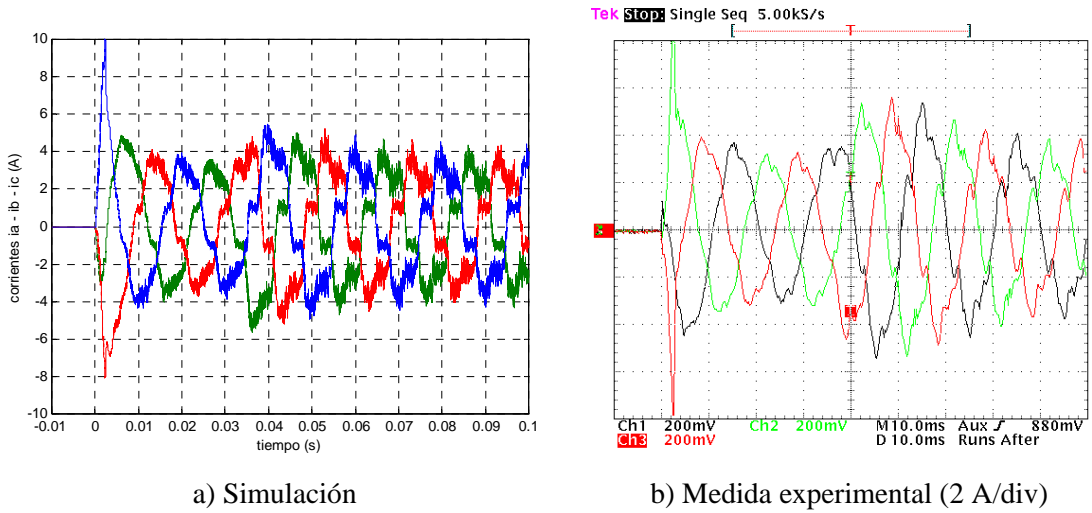 Tek Stop: Single Seq 5.00kS/s
10
8
6
4
2
0
-2
-4
-6
-8
-10
corrientes ia - ib - ic (A)
-0.01 0 0.01 0.02 0.03 0.04 0.05 0.06 0.07 0.08 0.09 0.1
tiempo (s)
Ch1 200mV Ch2 200mV M10.0ms Aux 880mV
Ch3 200mV D 10.0ms Runs After
a) Simulación
b) Medida experimental (2 A/div)